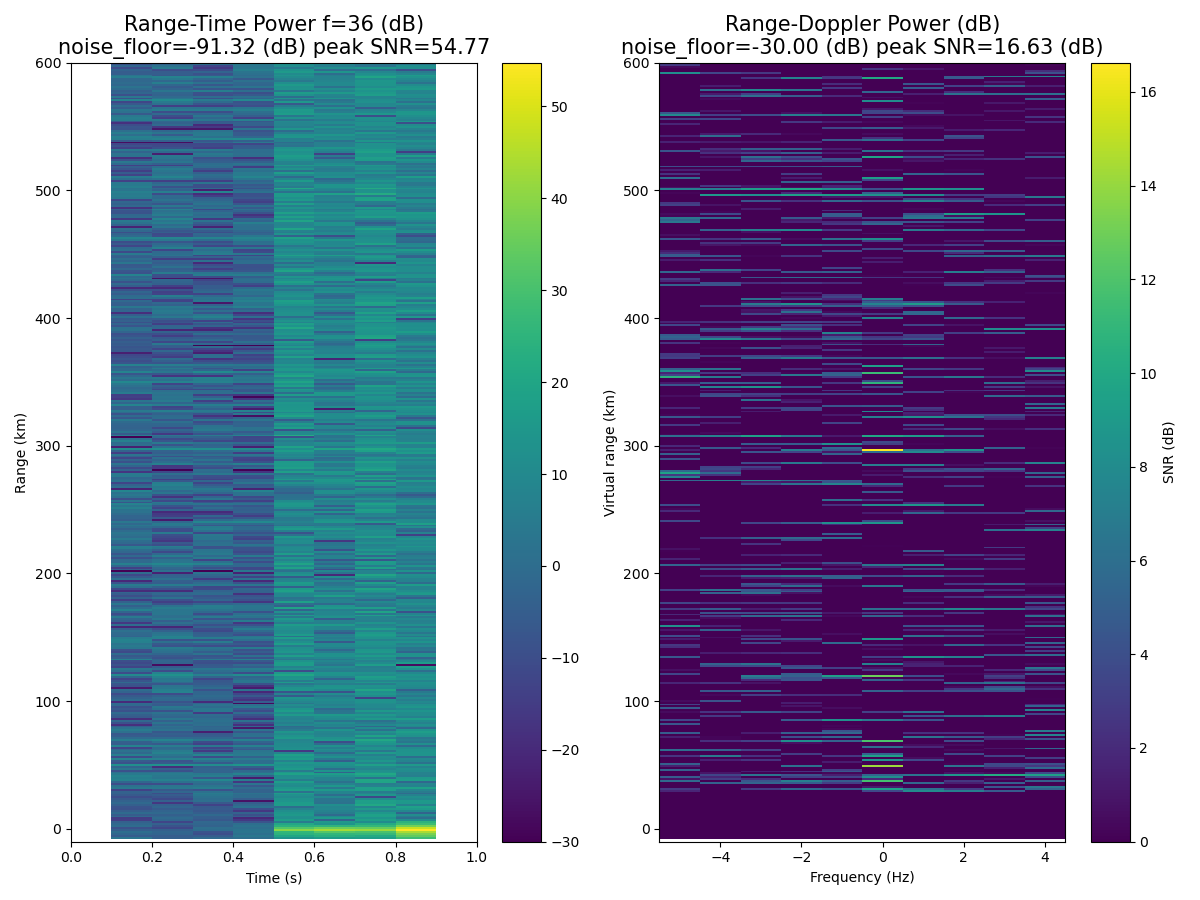 Range-Time Power f=36 (dB)
noise_floor=-91.32 (dB) peak SNR=54.77
Range (km)
600
500
400
300
200
100
0
0.0 0.2 0.4 0.6 0.8 1.0
Time (s)
50
40
30
20
10
0
−10
−20
−30
Range-Doppler Power (dB)
noise_floor=-30.00 (dB) peak SNR=16.63 (dB)
Virtual range (km)
600
500
400
300
200
100
0
−4 −2 0 2 4
Frequency (Hz)
16
14
12
10
8
6
4
2
0
SNR (dB)